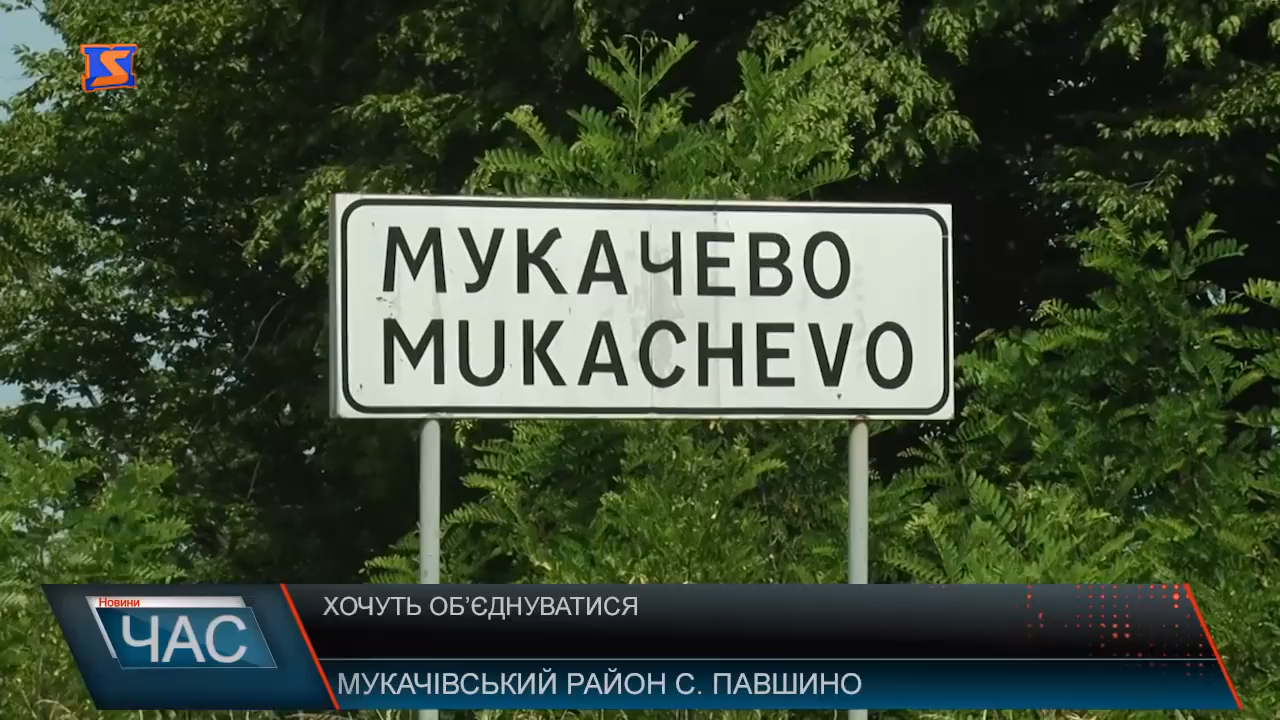 МУКАЧЕВО
MUKACHEVO
Новини
ЧАС
ХОЧУТЬ ОБ’ЄДНУВАТИСЯ
МУКАЧІВСЬКИЙ РАЙОН С. ПАВШИНО